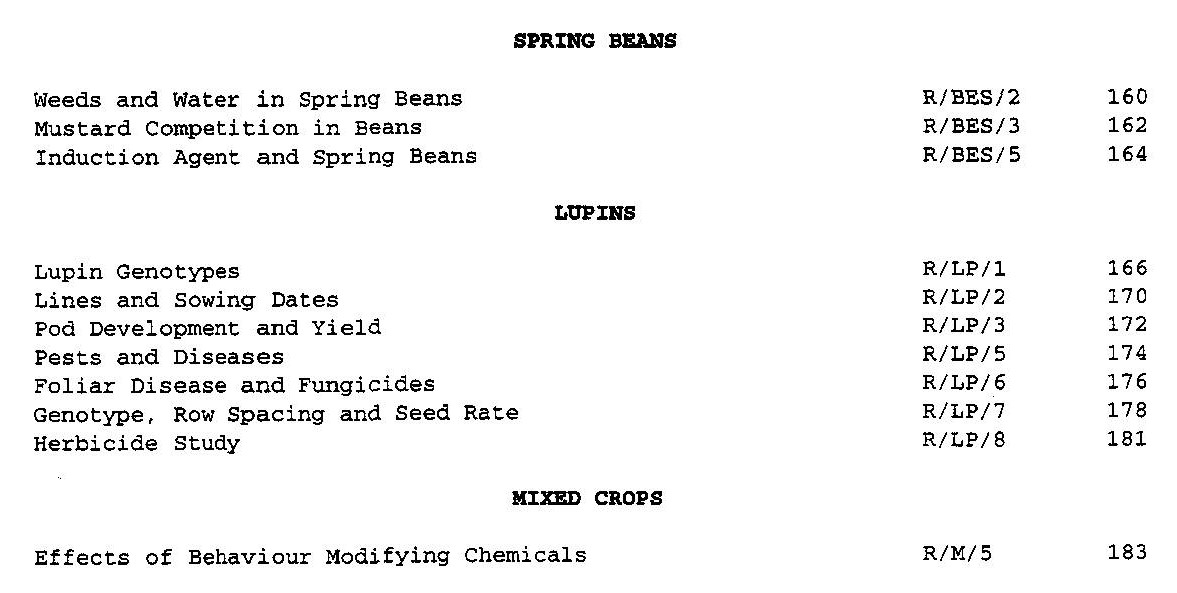 SPRING BEANS
Weeds and Water in Spring Beans R/BES/2 160
Mustard Competition in Beans R/BES/3 162
Induction Agent and Spring Beans R/BES/5 164
LUPINS
Lupin Genotypes R/LP/1 166
Lines and Sowing Dates R/LP/2 170
Pod Development and Yield R/LP/3 172
Pests and Diseases R/LP/5 174
Foliar Disease and Fungicides R/LP/6 176
Genotype, Row Spacing and Seed Rate R/LP/7 178
Herbicide Study R/LP/8 181
MIXED CROPS
Effects of Behaviour Modifying Chemicals R/M/5 183